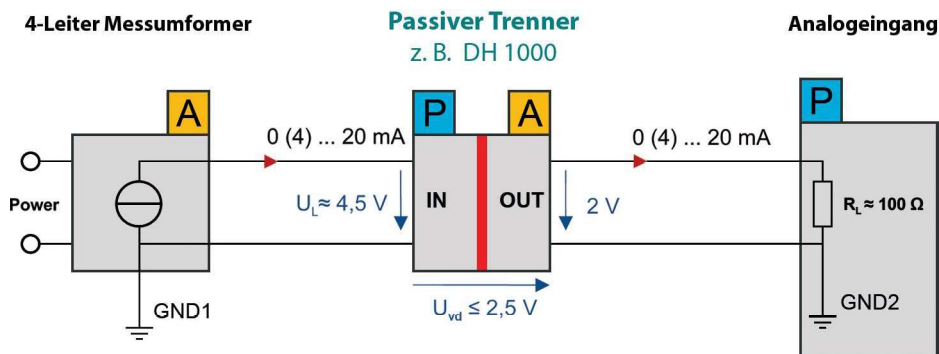 4-Leiter Messumformer
Passiver Trenner
z. B. DH 1000
Analogeingang
A
P
A
P
0 (4) ... 20 mA
0 (4) ... 20 mA
Power
U_L ≈ 4,5 V
IN
OUT
2 V
R_L ≈ 100 Ω
GND1
U_vd ≤ 2,5 V
GND2